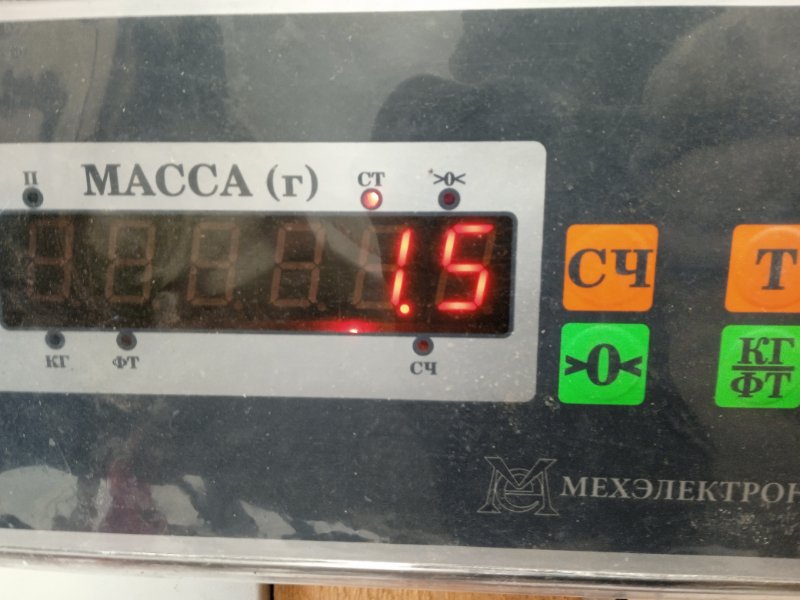 П МАССА (г) СТ >0<
1.5
КГ ФТ СЧ
СЧ Т
>0< КГ
ФТ
МЕХЭЛЕКТРОН